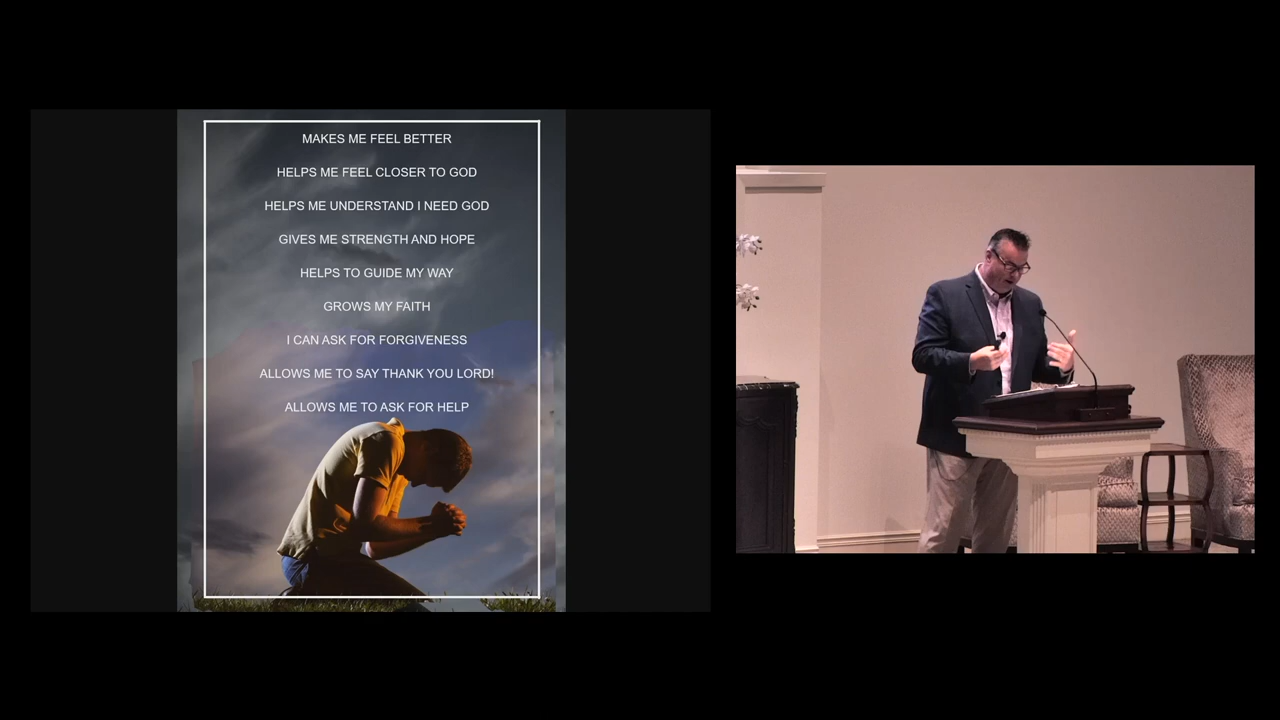 MAKES ME FEEL BETTER
HELPS ME FEEL CLOSER TO GOD
HELPS ME UNDERSTAND I NEED GOD
GIVES ME STRENGTH AND HOPE
HELPS TO GUIDE MY WAY
GROWS MY FAITH
I CAN ASK FOR FORGIVENESS
ALLOWS ME TO SAY THANK YOU LORD!
ALLOWS ME TO ASK FOR HELP